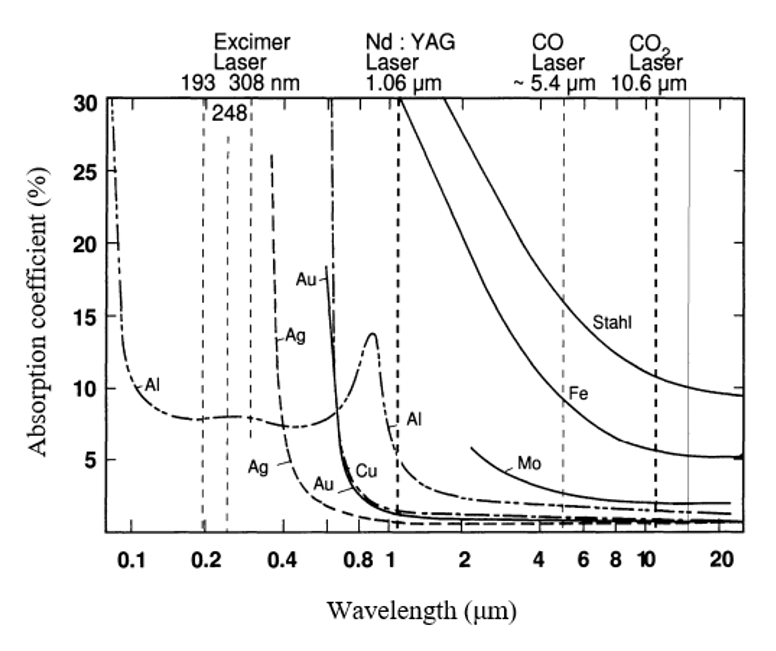 Excimer
Laser
193 308 nm
248
Nd : YAG
Laser
1.06 µm
CO
Laser
~ 5.4 µm
CO2
Laser
10.6 µm
Absorption coefficient (%)
30
25
20
15
10
5
Au
Ag
Al
Al
Ag
Au
Cu
Mo
Fe
Stahl
0.1 0.2 0.4 0.8 1 2 4 6 8 10 20
Wavelength (µm)